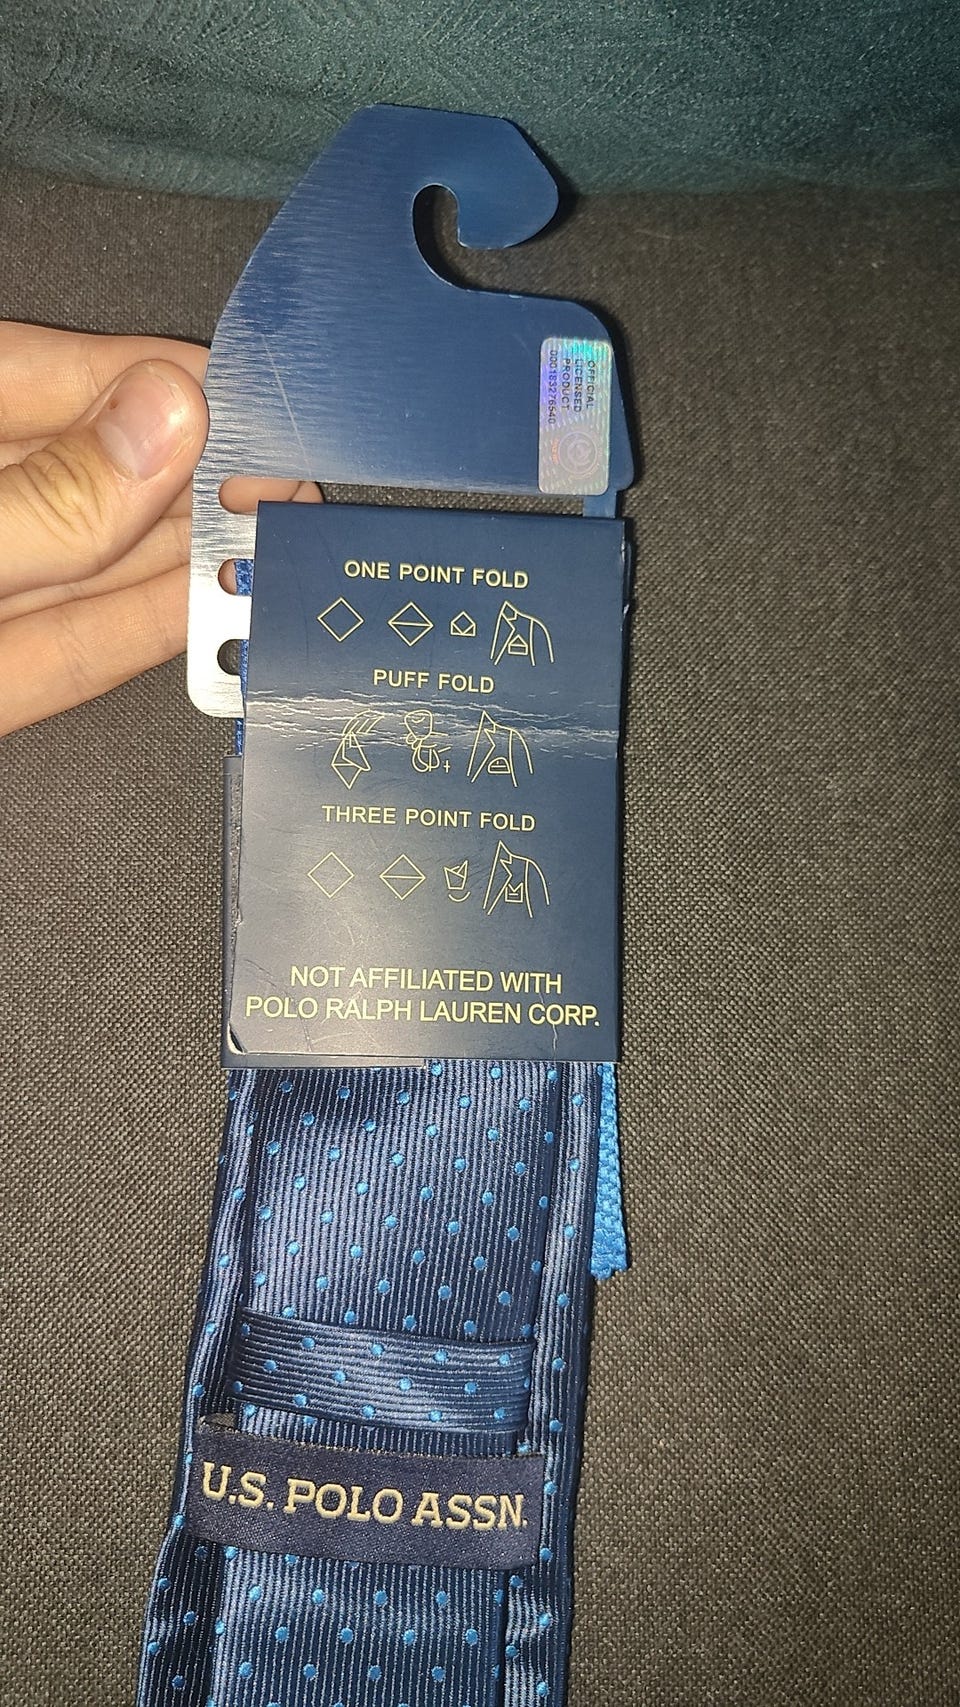 OFFICIAL
LICENSED
PRODUCT
000183276540
ONE POINT FOLD
PUFF FOLD
THREE POINT FOLD
NOT AFFILIATED WITH
POLO RALPH LAUREN CORP.
U.S. POLO ASSN.